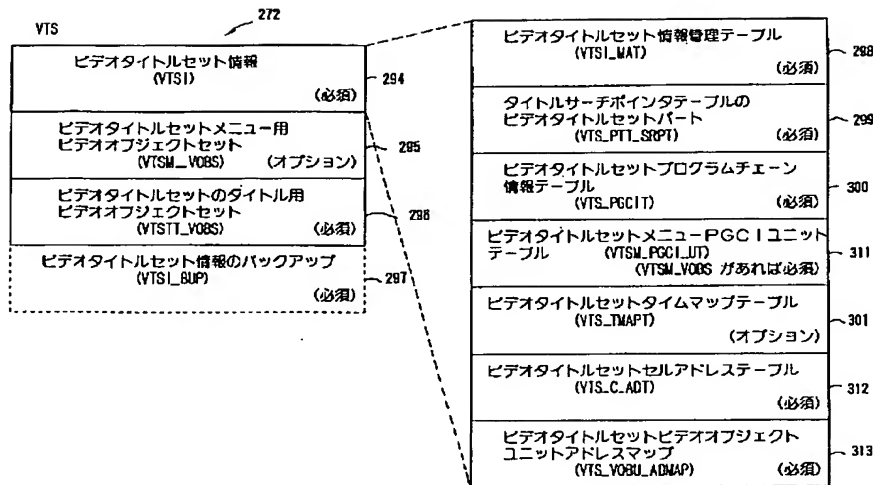 VTS
272
ビデオタイトルセット情報
(VTSI)
(必須)
294
ビデオタイトルセットメニュー用
ビデオオブジェクトセット
(VTSM_VOBS) (オプション)
295
ビデオタイトルセットのタイトル用
ビデオオブジェクトセット
(VTSTT_VOBS) (必須)
296
ビデオタイトルセット情報のバックアップ
(VTSI_BUP)
(必須)
297
ビデオタイトルセット情報管理テーブル
(VTSI_MAT)
(必須)
298
タイトルサーチポインタテーブルの
ビデオタイトルセットパート
(VTS_PTT_SRPT) (必須)
299
ビデオタイトルセットプログラムチェーン
情報テーブル
(VTS_PGCIT) (必須)
300
ビデオタイトルセットメニューPGCIユニット
テーブル (VTSM_PGCI_UT)
(VTSM_VOBS があれば必須)
311
ビデオタイトルセットタイムマップテーブル
(VTS_TMAPT)
(オプション)
301
ビデオタイトルセットセルアドレステーブル
(VTS_C_ADT)
(必須)
312
ビデオタイトルセットビデオオブジェクト
ユニットアドレスマップ
(VTS_VOBU_ADMAP) (必須)
313